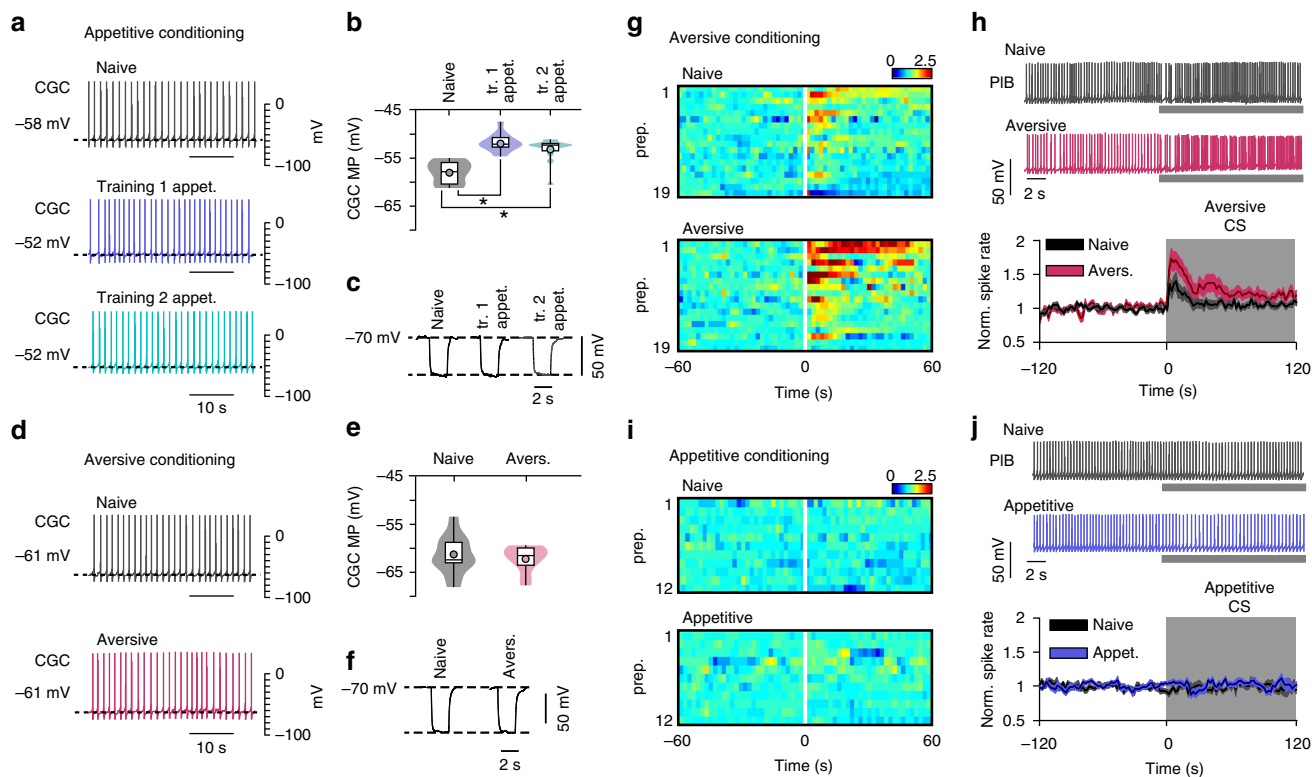 a
Appetitive conditioning
Naive
CGC
–58 mV
0
–100
mV
Training 1 appet.
CGC
–52 mV
0
–100
Training 2 appet.
CGC
–52 mV
0
–100
10 s
b
Naive
tr. 1 appet.
tr. 2 appet.
CGC MP (mV)
–45
–55
–65
*
*
c
Naive
tr. 1 appet.
tr. 2 appet.
–70 mV
50 mV
2 s
d
Aversive conditioning
Naive
CGC
–61 mV
0
–100
mV
Aversive
CGC
–61 mV
0
–100
10 s
e
Naive
Avers.
CGC MP (mV)
–45
–55
–65
f
Naive
Avers.
–70 mV
50 mV
2 s
g
Aversive conditioning
0 2.5
Naive
1
prep.
19
Aversive
1
prep.
19
–60 0 60
Time (s)
h
Naive
PIB
Aversive
50 mV
2 s
Aversive
CS
Naive
Avers.
Norm. spike rate
2
1.5
1
0.5
–120 0 120
Time (s)
i
Appetitive conditioning
0 2.5
Naive
1
prep.
12
Appetitive
1
prep.
12
–60 0 60
Time (s)
j
Naive
PIB
Appetitive
50 mV
2 s
Appetitive
CS
Naive
Appet.
Norm. spike rate
2
1.5
1
0.5
–120 0 120
Time (s)